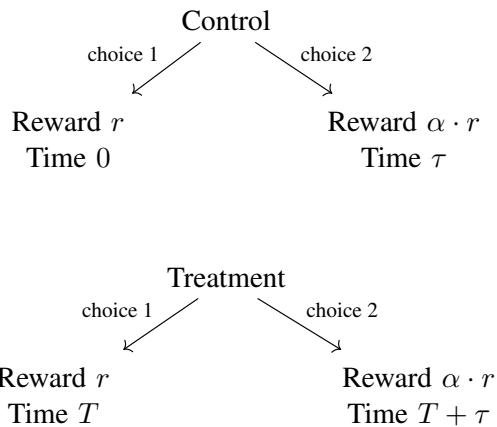 Control
choice 1 choice 2
Reward r Reward α · r
Time 0 Time τ
Treatment
choice 1 choice 2
Reward r Reward α · r
Time T Time T + τ